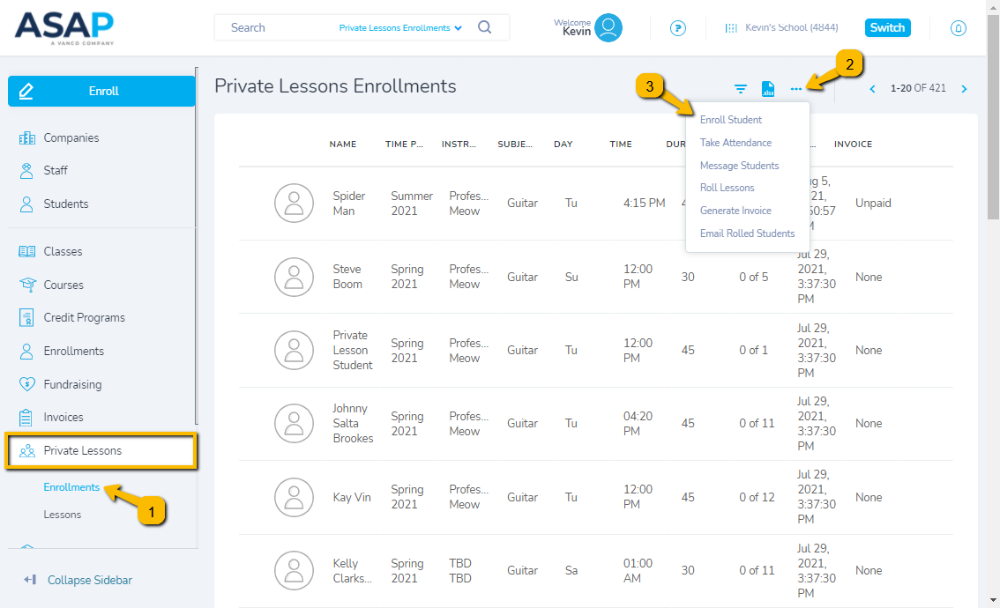 ASAP
A VANCO COMPANY
Search
Private Lessons Enrollments
Welcome
Kevin
?
Kevin's School (4844)
Switch
Enroll
Companies
Staff
Students
Classes
Courses
Credit Programs
Enrollments
Fundraising
Invoices
Private Lessons
Enrollments
1
Lessons
Collapse Sidebar
Private Lessons Enrollments
xlsx
2
3
1-20 OF 421
Enroll Student
Take Attendance
Message Students
Roll Lessons
Generate Invoice
Email Rolled Students
NAME TIME P... INSTR... SUBJE... DAY TIME DUR ... INVOICE
Spider
Man
Summer
2021
Profes...
Meow
Guitar
Tu
4:15 PM
4
ug 5,
021,
50:57
M
Unpaid
Steve
Boom
Spring
2021
Profes...
Meow
Guitar
Su
12:00
PM
30
0 of 5
Jul 29,
2021,
3:37:30
PM
None
Private
Lesson
Student
Spring
2021
Profes...
Meow
Guitar
Tu
12:00
PM
45
0 of 1
Jul 29,
2021,
3:37:30
PM
None
Johnny
Salta
Brookes
Spring
2021
Profes...
Meow
Guitar
Tu
04:20
PM
45
0 of 11
Jul 29,
2021,
3:37:30
PM
None
Kay Vin
Spring
2021
Profes...
Meow
Guitar
Tu
12:00
PM
45
0 of 12
Jul 29,
2021,
3:37:30
PM
None
Kelly
Clarks...
Spring
2021
TBD
TBD
Guitar
Sa
01:00
AM
30
0 of 11
Jul 29,
2021,
3:37:30
PM
None